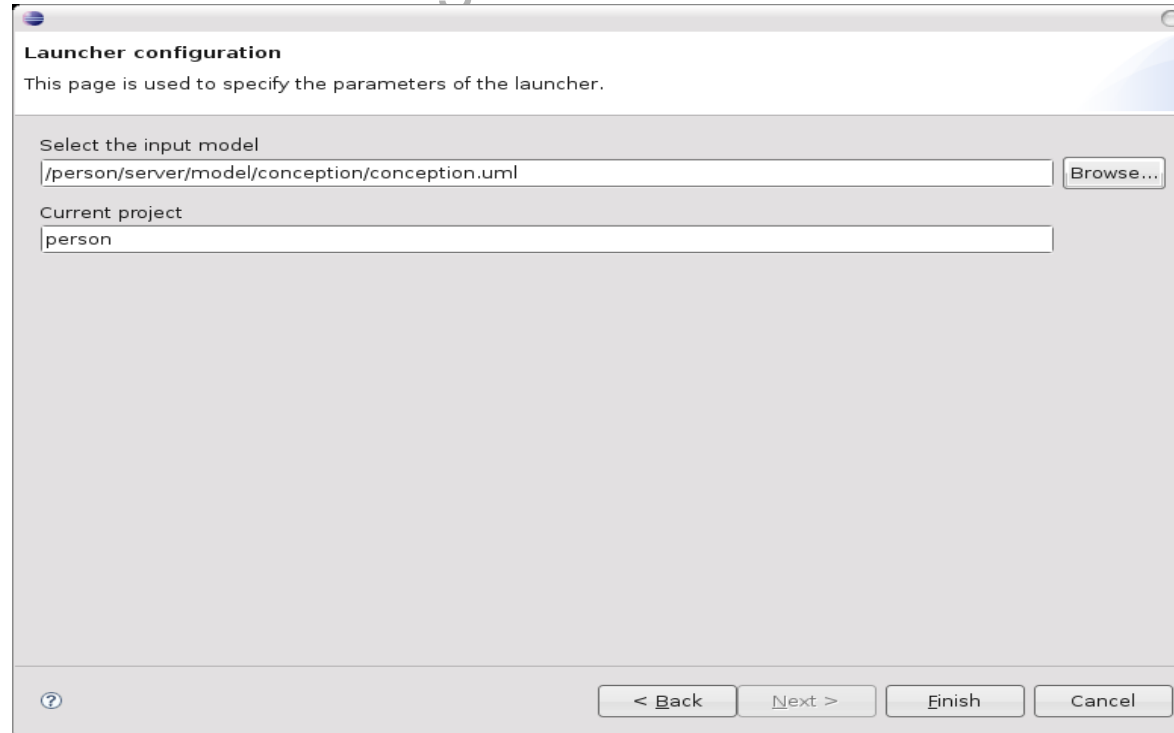 Launcher configuration
This page is used to specify the parameters of the launcher.
Select the input model
/person/server/model/conception/conception.uml
Browse...
Current project
person
< Back
Next >
Finish
Cancel